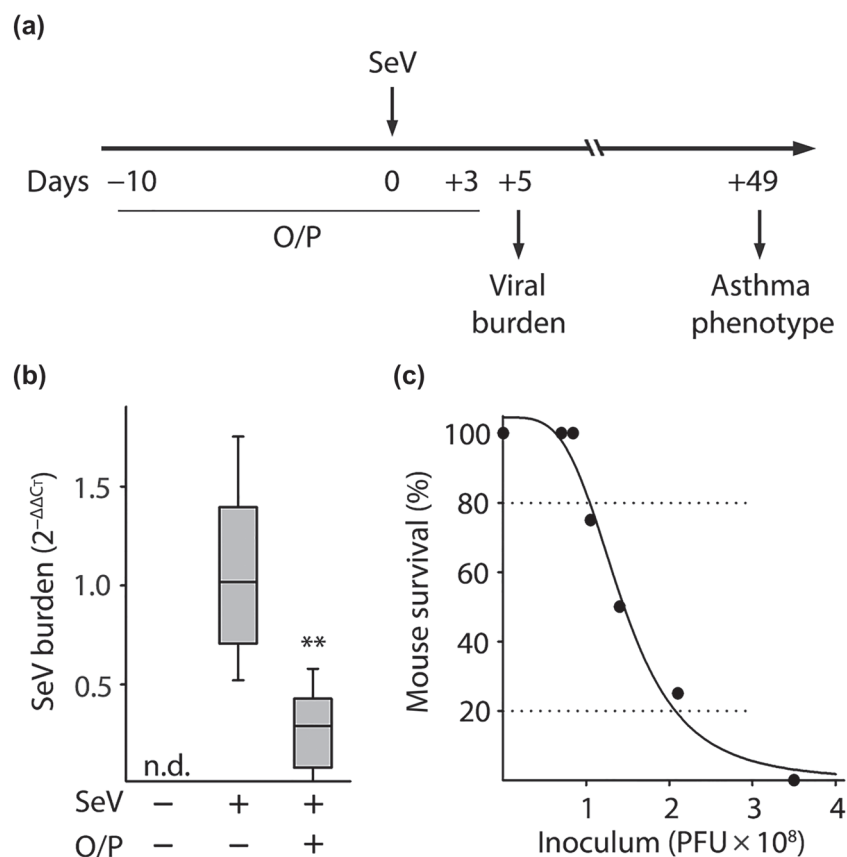 (a)
SeV
Days −10 0 +3 +5 +49
O/P
Viral
burden
Asthma
phenotype
(b)
SeV burden (2^−ΔΔCT)
1.5
1.0
0.5
n.d.
**
SeV − + +
O/P − − +
(c)
Mouse survival (%)
100
80
60
40
20
1 2 3 4
Inoculum (PFU × 10⁸)